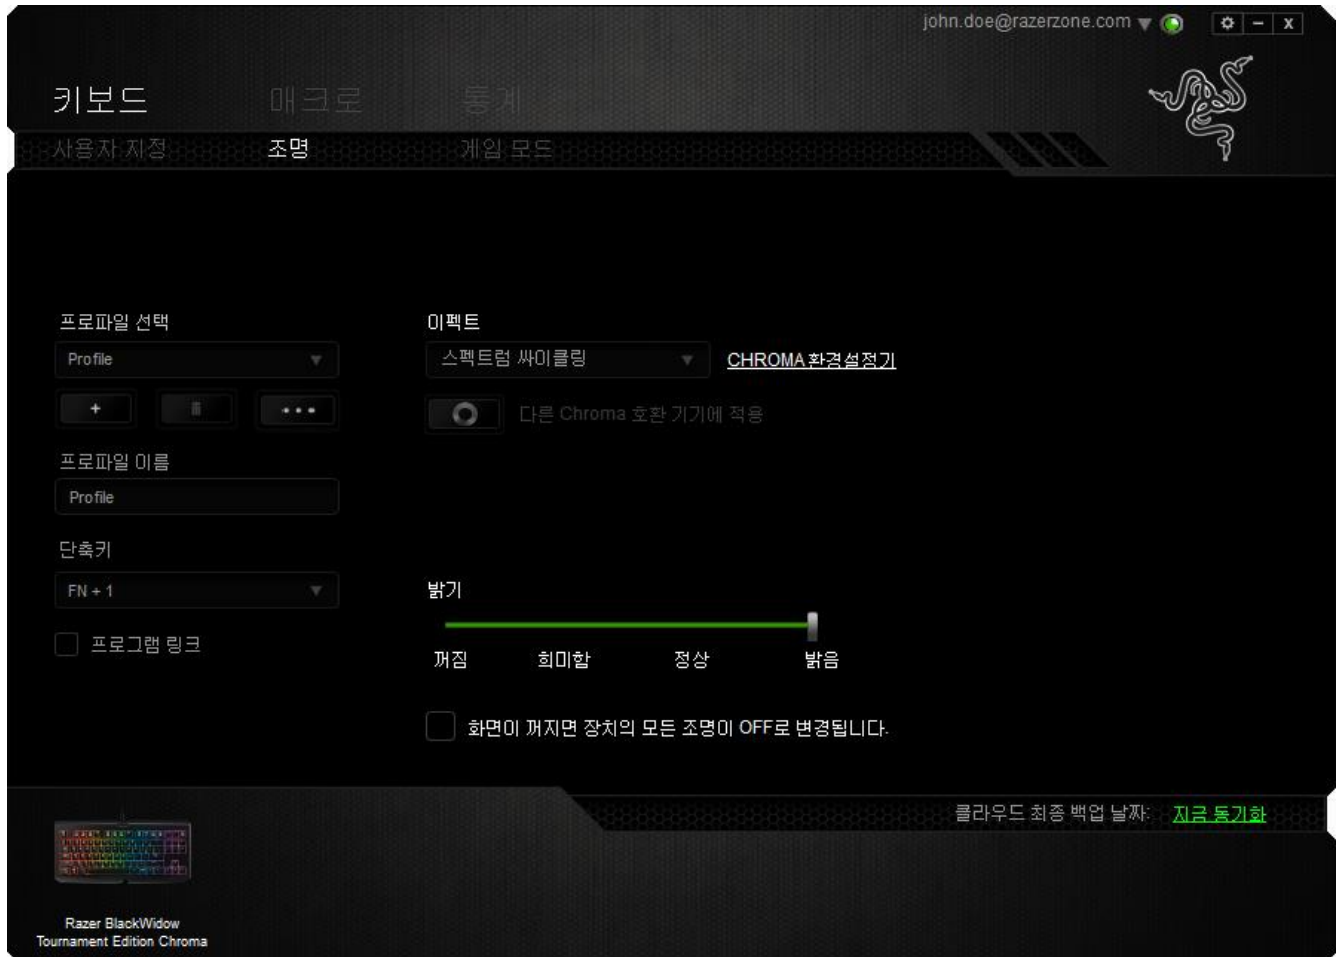 john.doe@razerzone.com
키보드 매크로 통계
사용자 지정 조명 게임 모드
프로파일 선택
Profile
프로파일 이름
Profile
단축키
FN + 1
프로그램 링크
이펙트
스펙트럼 싸이클링 CHROMA 환경설정기
다른 Chroma 호환 기기에 적용
밝기
꺼짐 희미함 정상 밝음
화면이 꺼지면 장치의 모든 조명이 OFF로 변경됩니다.
클라우드 최종 백업 날짜: 지금 동기화
Razer BlackWidow
Tournament Edition Chroma